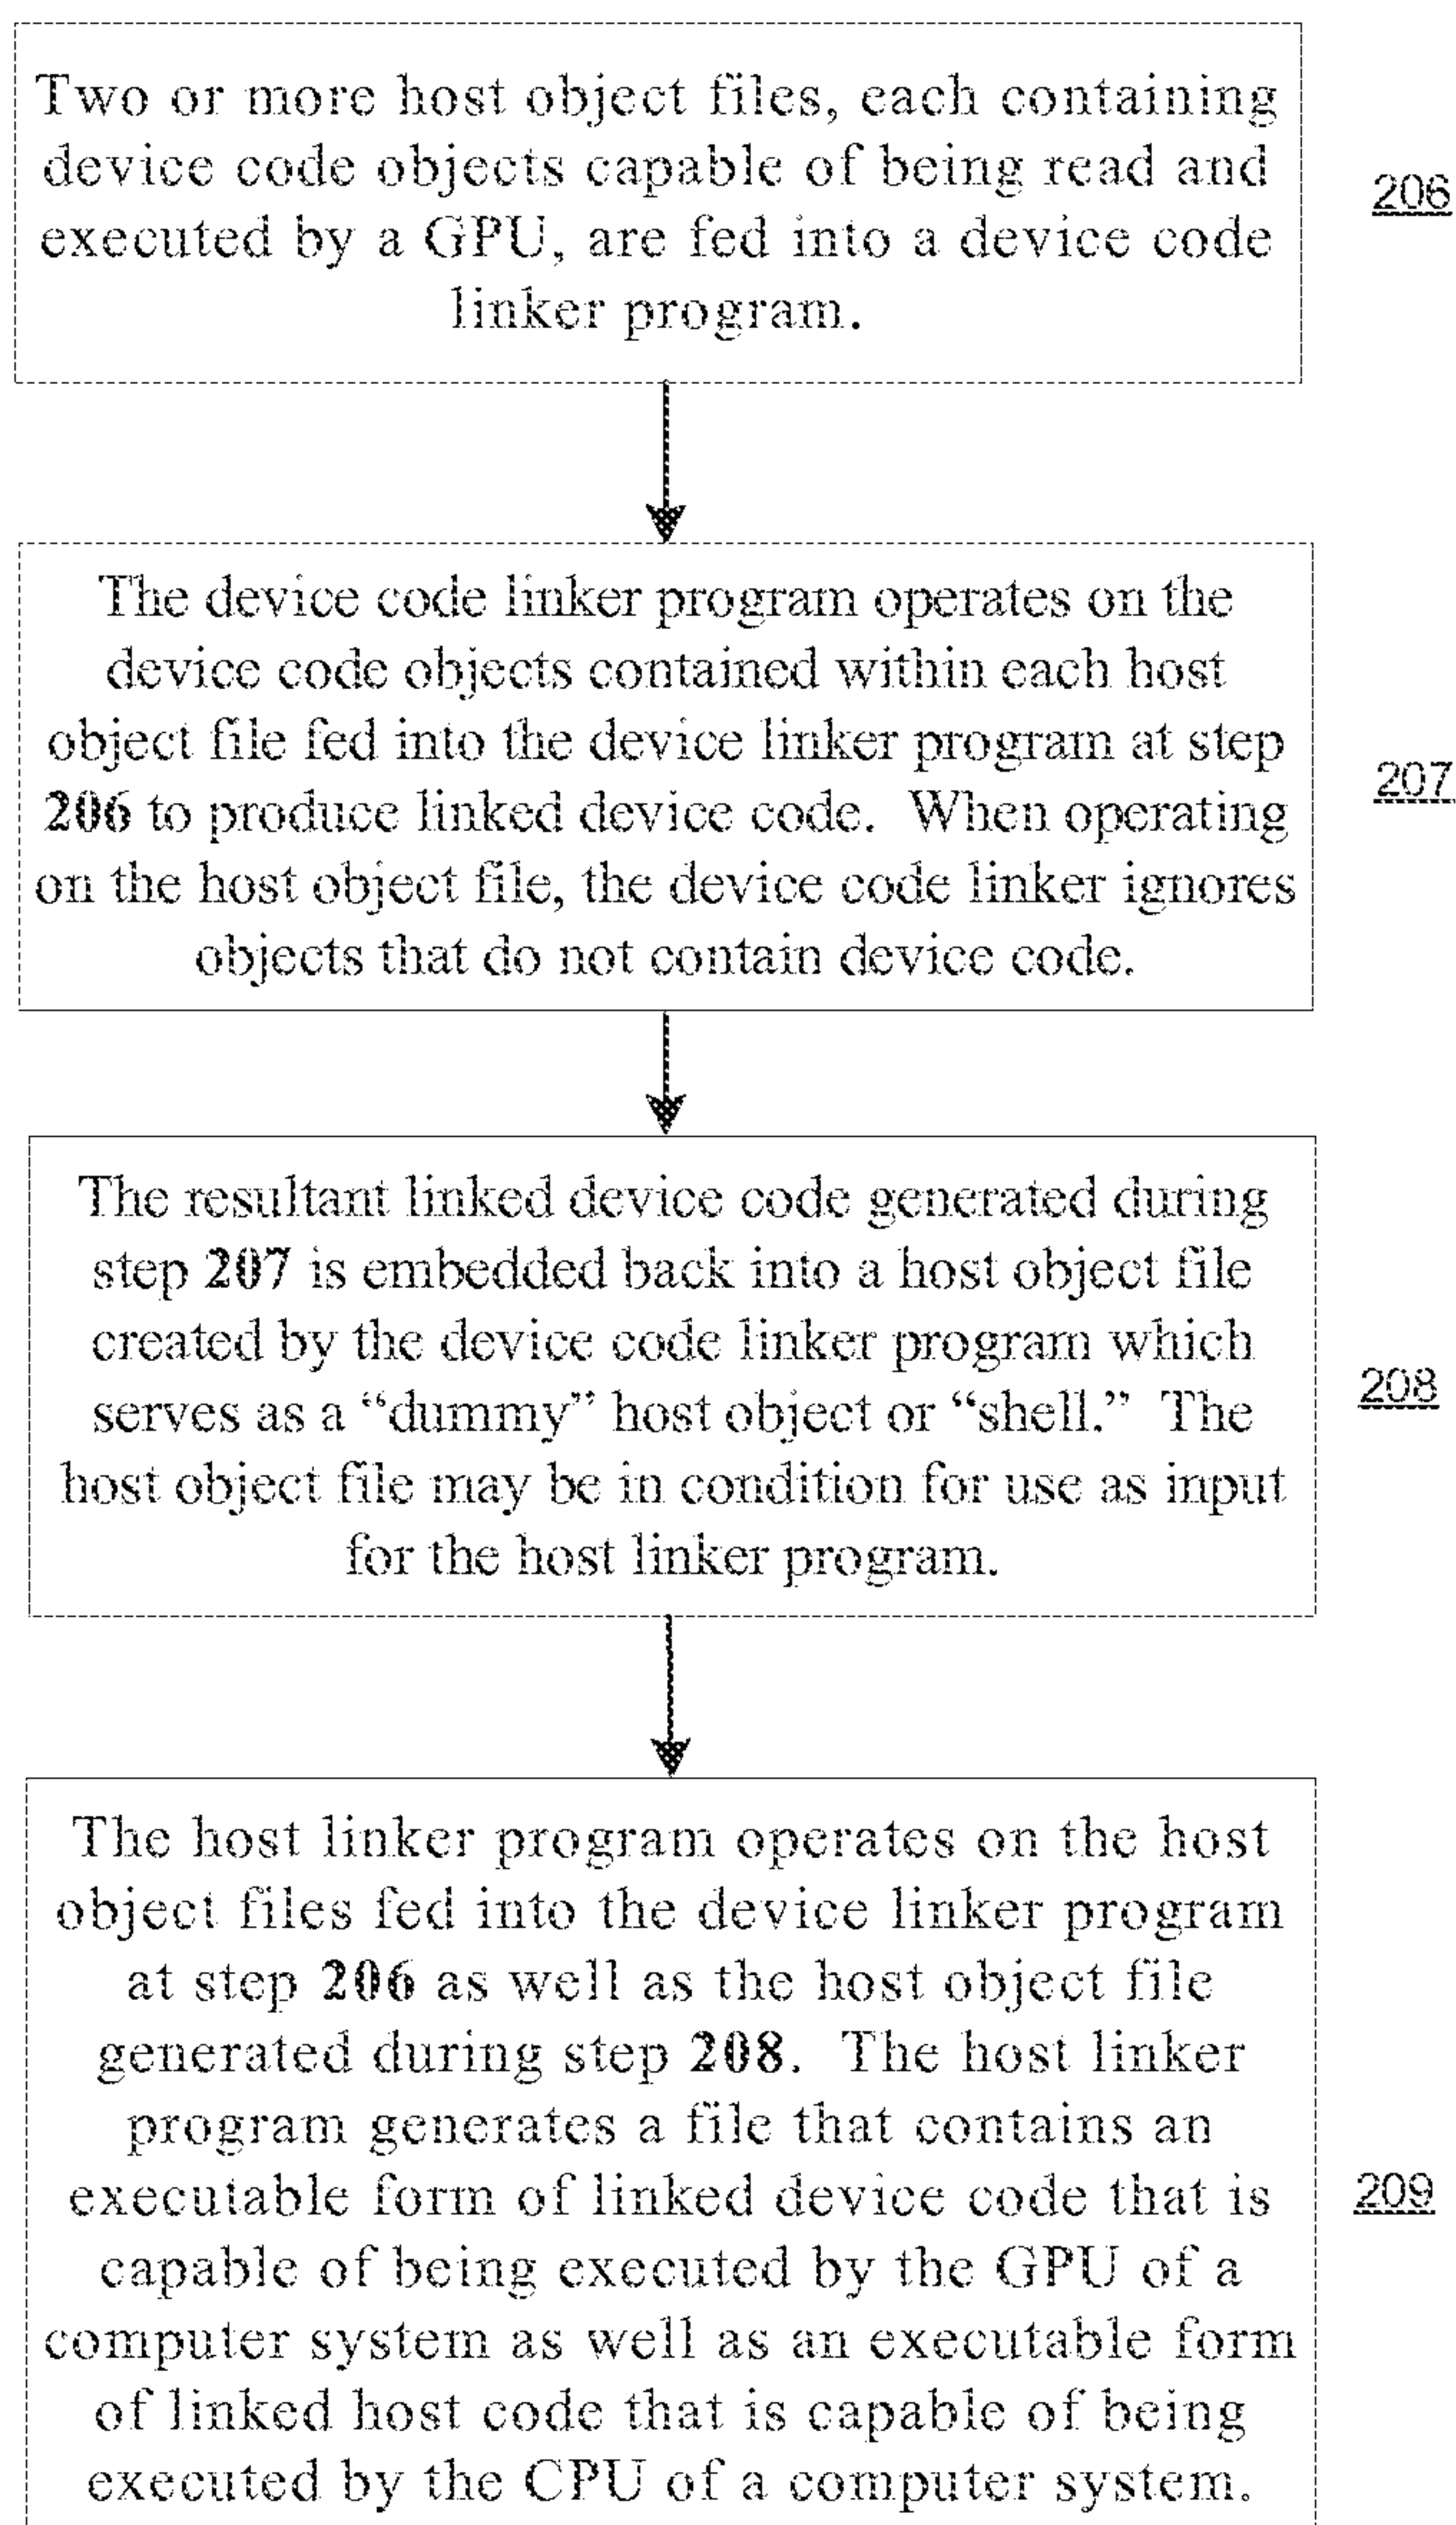 Two or more host object files, each containing
device code objects capable of being read and
executed by a GPU, are fed into a device code
linker program.
206
The device code linker program operates on the
device code objects contained within each host
object file fed into the device linker program at step
206 to produce linked device code. When operating
on the host object file, the device code linker ignores
objects that do not contain device code.
207
The resultant linked device code generated during
step 207 is embedded back into a host object file
created by the device code linker program which
serves as a “dummy” host object or “shell.” The
host object file may be in condition for use as input
for the host linker program.
208
The host linker program operates on the host
object files fed into the device linker program
at step 206 as well as the host object file
generated during step 208. The host linker
program generates a file that contains an
executable form of linked device code that is
capable of being executed by the GPU of a
computer system as well as an executable form
of linked host code that is capable of being
executed by the CPU of a computer system.
209